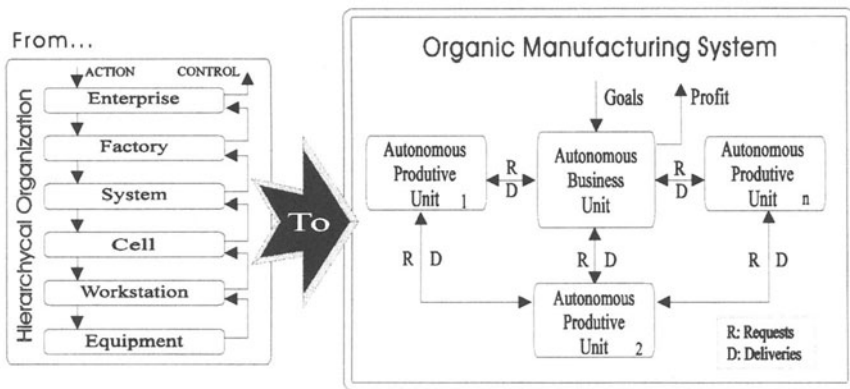 From...
Hierarchycal Organization
ACTION CONTROL
Enterprise
Factory
System
Cell
Workstation
Equipment
To
Organic Manufacturing System
Goals Profit
Autonomous
Produtive
Unit 1
R
D
Autonomous
Business
Unit
R
D
Autonomous
Produtive
Unit n
R D
R D
R D
Autonomous
Produtive
Unit 2
R: Requests
D: Deliveries